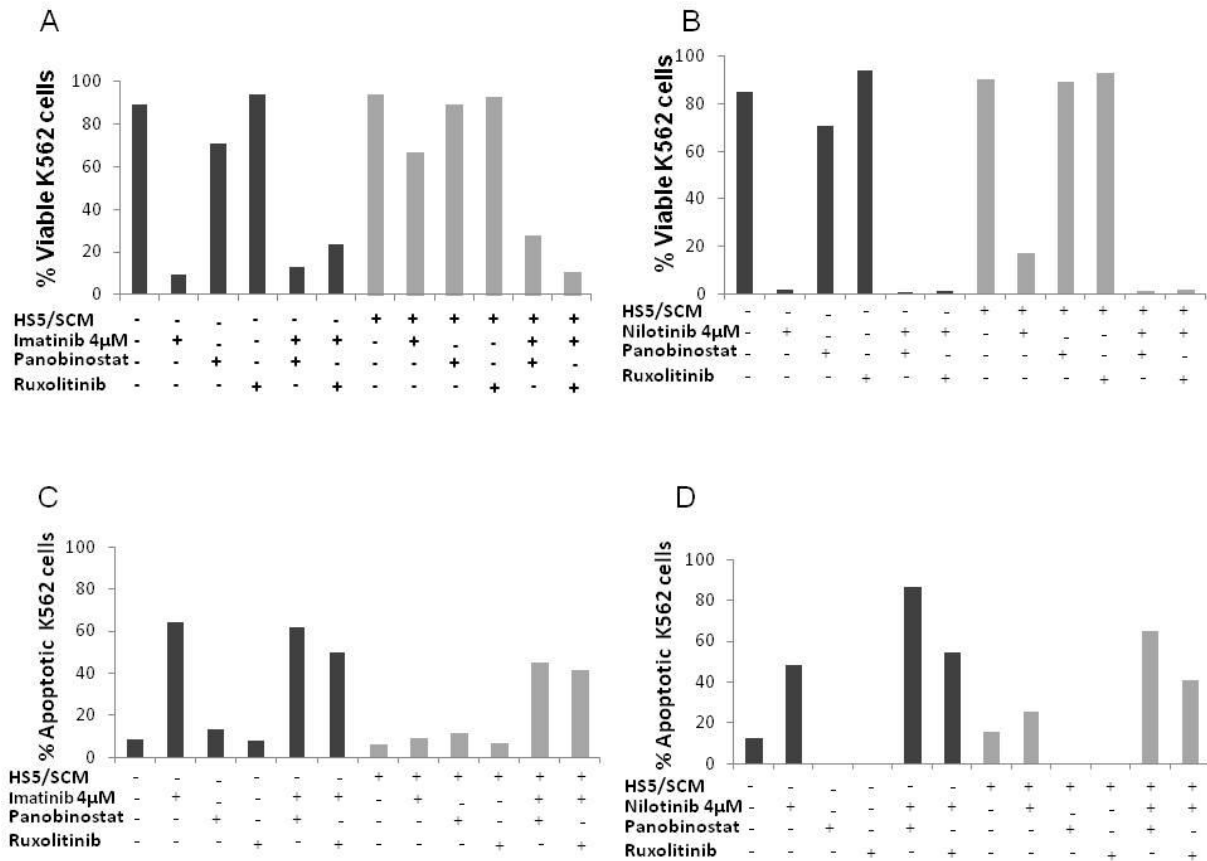 A
% Viable K562 cells
100
80
60
40
20
0
HS5/SCM - - - - - - + + + + + +
Imatinib 4µM - + - - + + - + - - + +
Panobinostat - - + - + - - - + - + -
Ruxolitinib - - - + - + - - - + - +
B
% Viable K562 cells
100
80
60
40
20
0
HS5/SCM - - - - - - + + + + + +
Nilotinib 4µM - + - - + + - + - - + +
Panobinostat - - + - + - - - + - + -
Ruxolitinib - - - + - + - - - + - +
C
% Apoptotic K562 cells
100
80
60
40
20
0
HS5/SCM - - - - - - + + + + + +
Imatinib 4µM - + - - + + - + - - + +
Panobinostat - - + - + - - - + - + -
Ruxolitinib - - - + - + - - - + - +
D
% Apoptotic K562 cells
100
80
60
40
20
0
HS5/SCM - - - - - - + + + + + +
Nilotinib 4µM - + - - + + - + - - + +
Panobinostat - - + - + - - - + - + -
Ruxolitinib - - - + - + - - - + - +